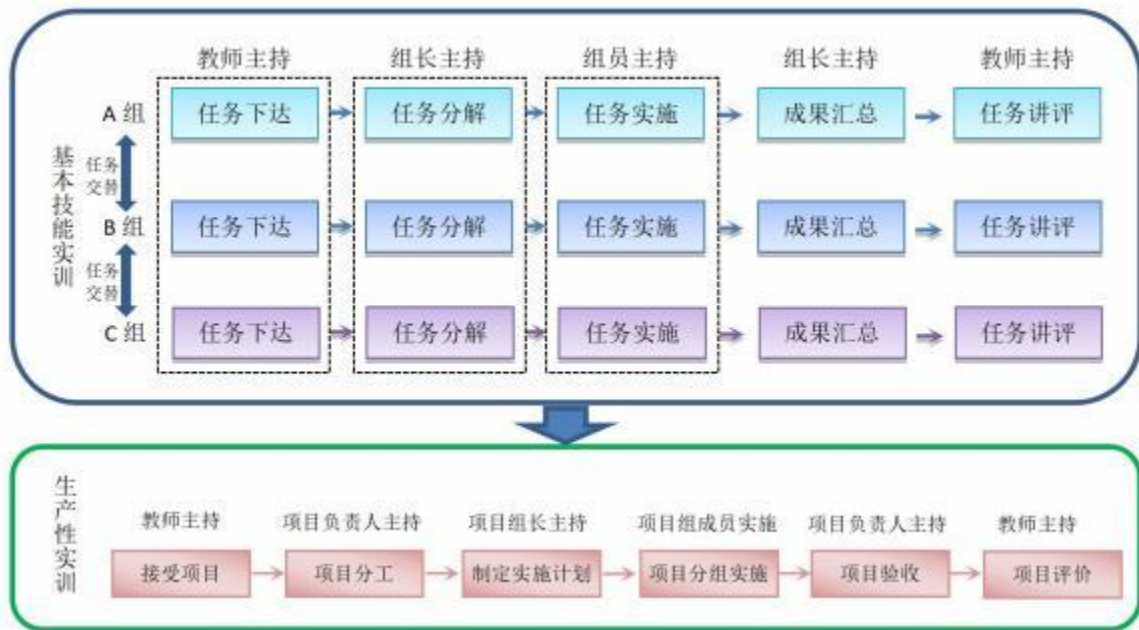 教师主持 组长主持 组员主持 组长主持 教师主持
A 组 任务下达 任务分解 任务实施 成果汇总 任务讲评
任务
交替
基本技能实训
B 组 任务下达 任务分解 任务实施 成果汇总 任务讲评
任务
交替
C 组 任务下达 任务分解 任务实施 成果汇总 任务讲评
生产性实训
教师主持 项目负责人主持 项目组长主持 项目组成员实施 项目负责人主持 教师主持
接受项目 项目分工 制定实施计划 项目分组实施 项目验收 项目评价